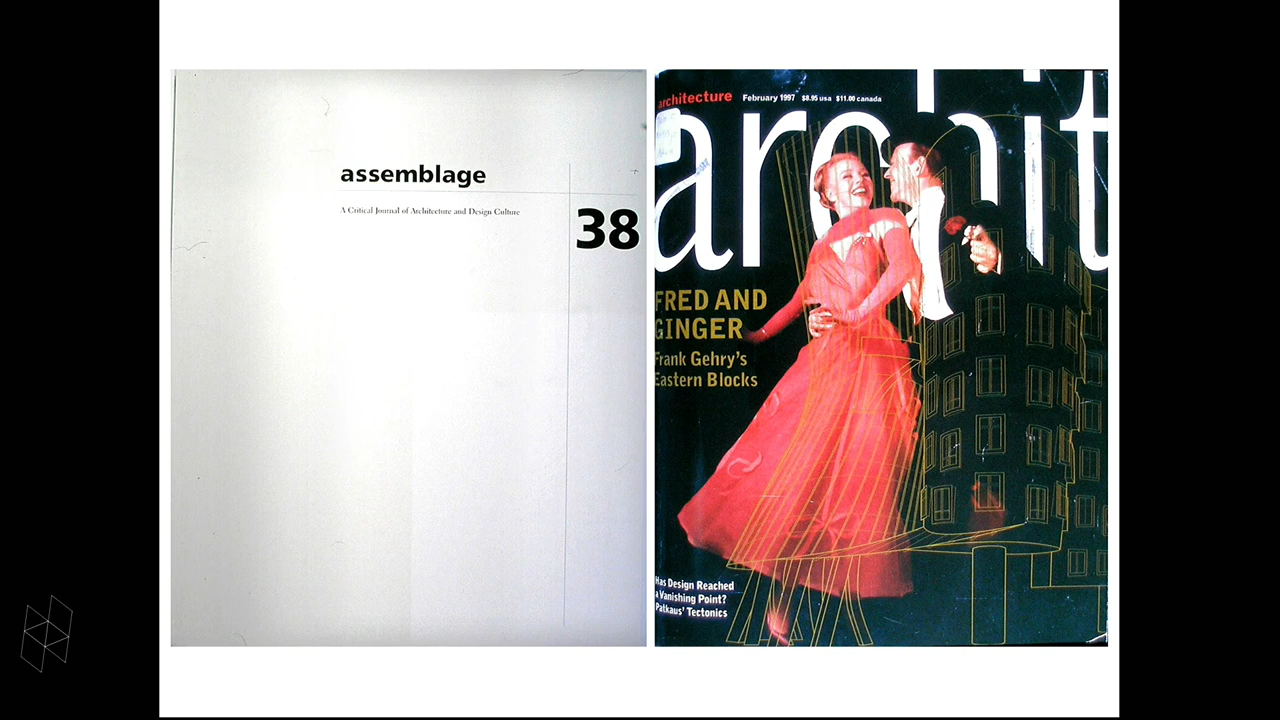 assemblage
A Critical Journal of Architecture and Design Culture
38
architecture February 1997 $8.95 usa $11.00 canada
archit
FRED AND
GINGER
Frank Gehry's
Eastern Blocks
Has Design Reached
a Vanishing Point?
Patkaus' Tectonics